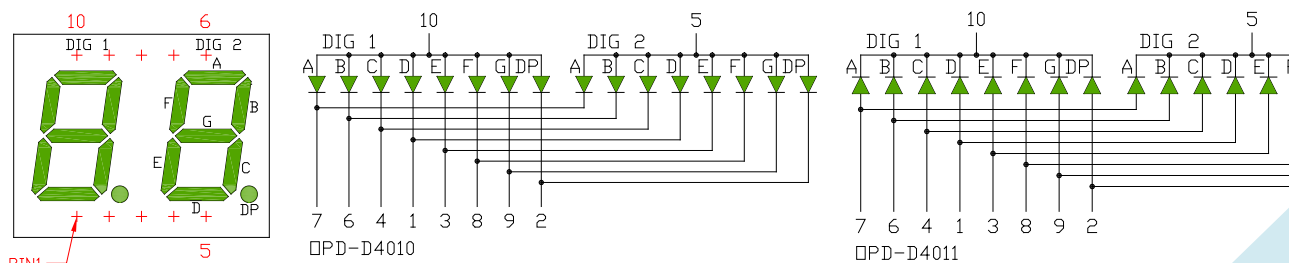 10 6
DIG 1 DIG 2
A
F B
G
E C
D DP
5
PIN1
10 5
DIG 1 DIG 2
A B C D E F G DP A B C D E F G DP
7 6 4 1 3 8 9 2
OPD-D4010
10 5
DIG 1 DIG 2
A B C D E F G DP A B C D E
7 6 4 1 3 8 9 2
OPD-D4011